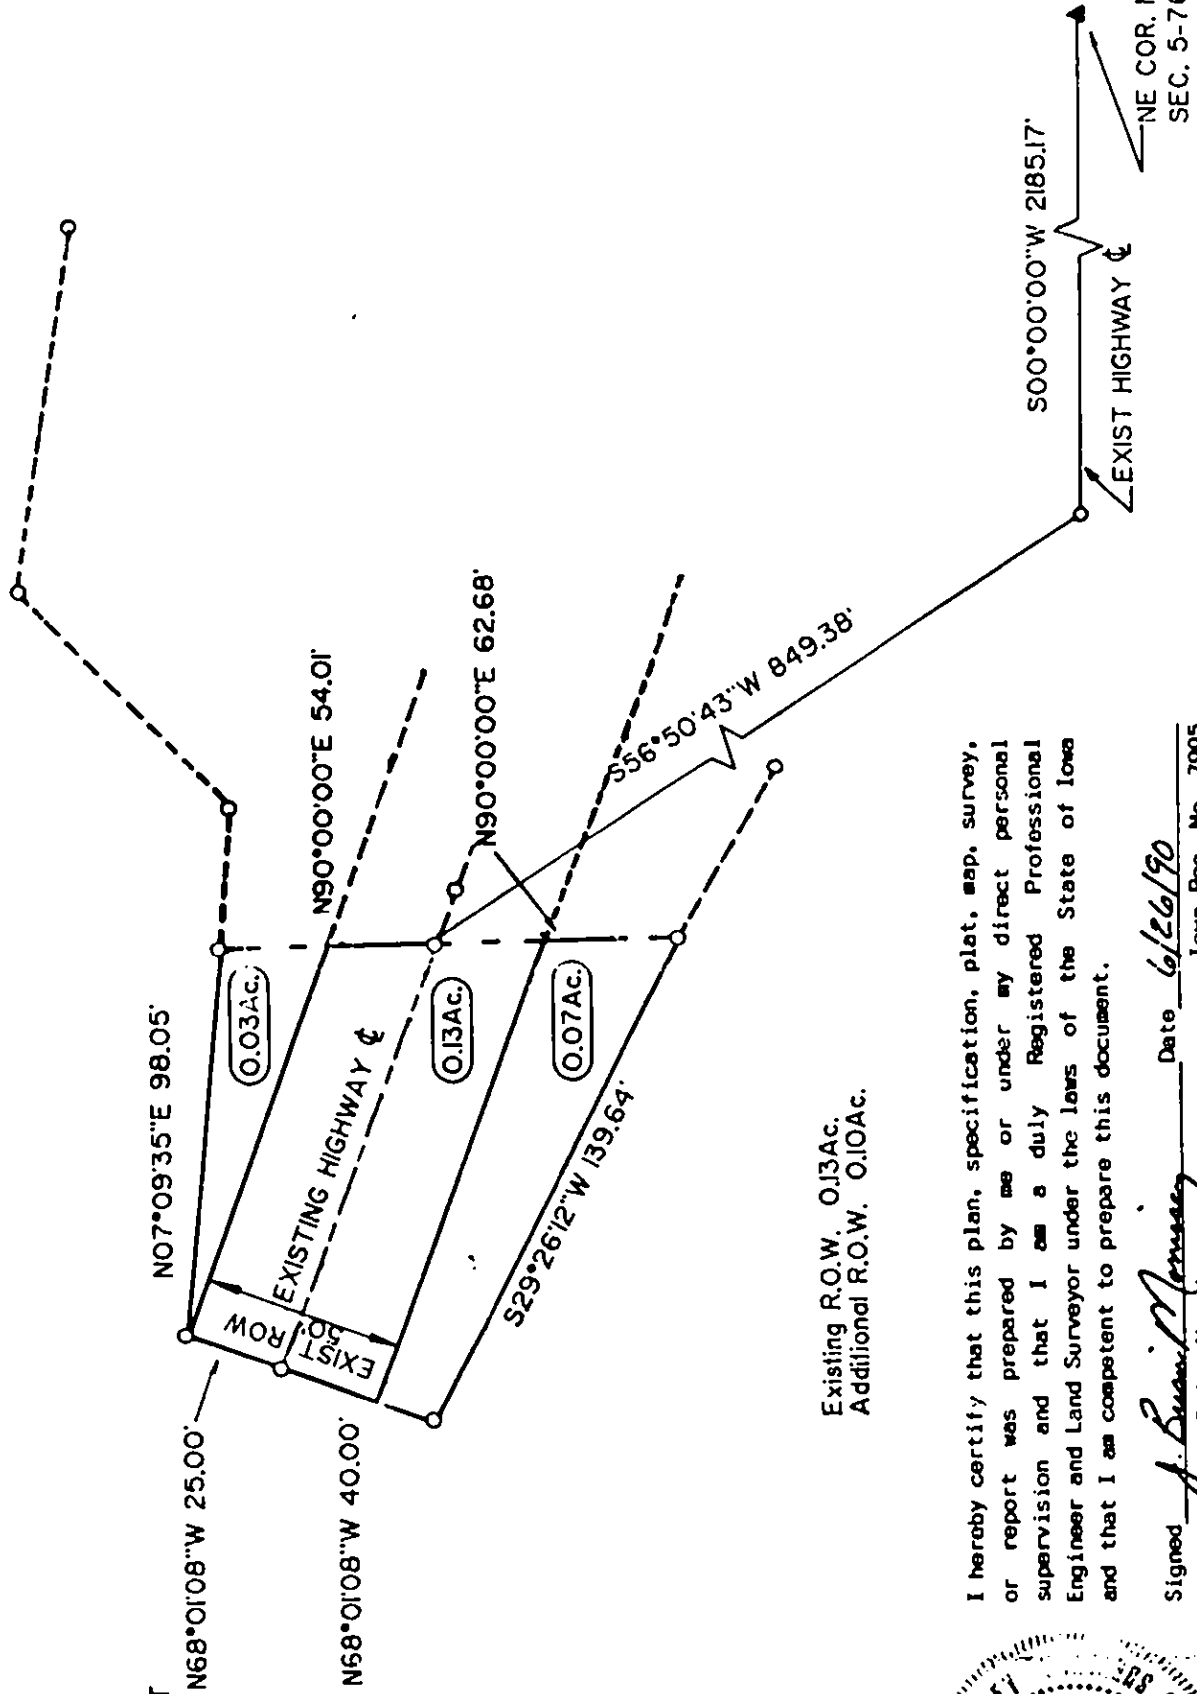 N07°09'35"E 98.05'
N68°01'08"W 25.00'
N68°01'08"W 40.00'
0.03Ac.
N90°00'00"E 54.01'
EXISTING HIGHWAY ℄
EXIST ROW
50'
0.13Ac.
N90°00'00"E 62.68'
0.07Ac.
S29°26'12"W 139.64'
S56°50'43"W 849.38'
S00°00'00"W 2185.17'
EXIST HIGHWAY ℄
NE COR.
SEC. 5-
Existing R.O.W. 0.13Ac.
Additional R.O.W. 0.10Ac.
I hereby certify that this plan, specification, plat, map, survey,
or report was prepared by me or under my direct personal
supervision and that I am a duly Registered Professional
Engineer and Land Surveyor under the laws of the State of Iowa
and that I am competent to prepare this document.
Signed J. Brian Date 6/26/90
Iowa Reg. No. 7005